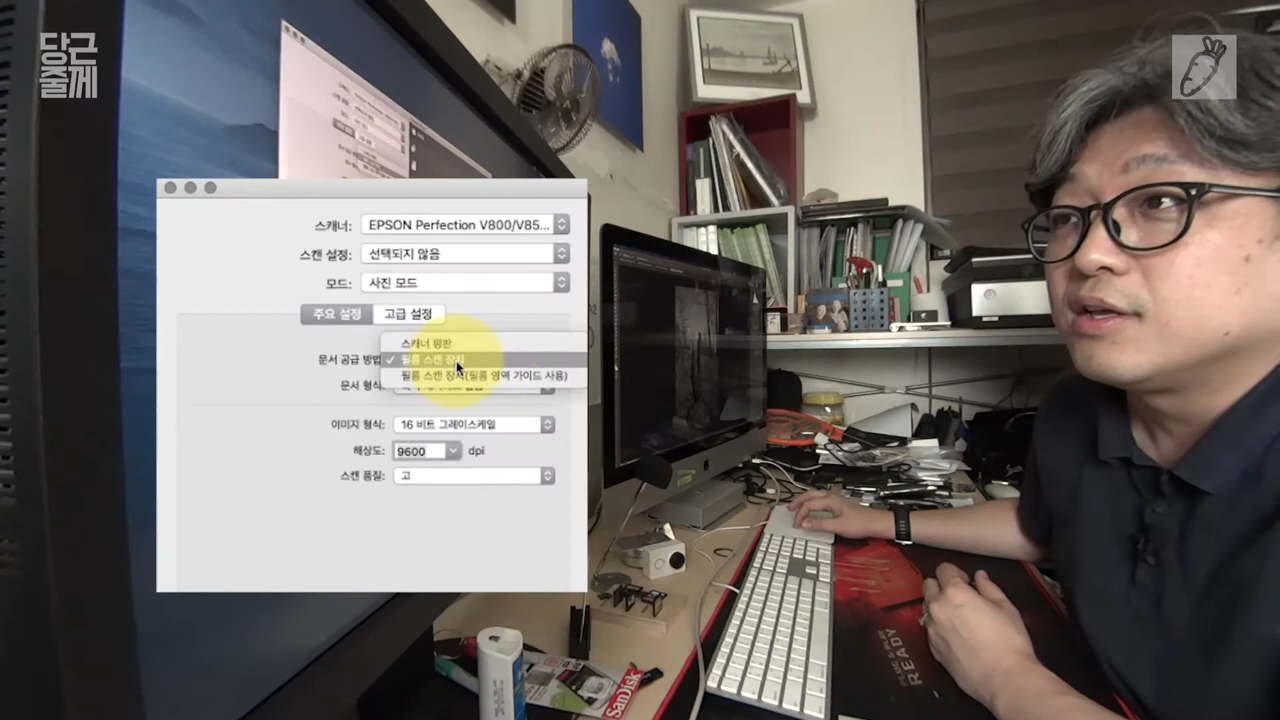 당근
줄께
스캐너: EPSON Perfection V800/V85...
스캔 설정: 선택되지 않음
모드: 사진 모드
주요 설정 고급 설정
스캐너 평판
문서 공급 방법 ✓ 필름 스캔 장치
필름 스캔 장치(필름 영역 가이드 사용)
문서 형식:
이미지 형식: 16 비트 그레이스케일
해상도: 9600 dpi
스캔 품질: 고
READY
SanDisk